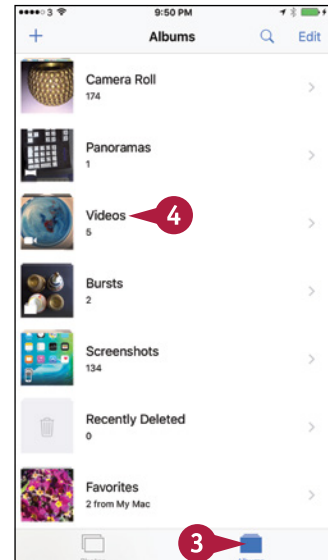 3 9:50 PM
+ Albums Edit
Camera Roll
174
Panoramas
1
Videos 4
5
Bursts
2
Screenshots
134
Recently Deleted
0
Favorites
2 from My Mac
3